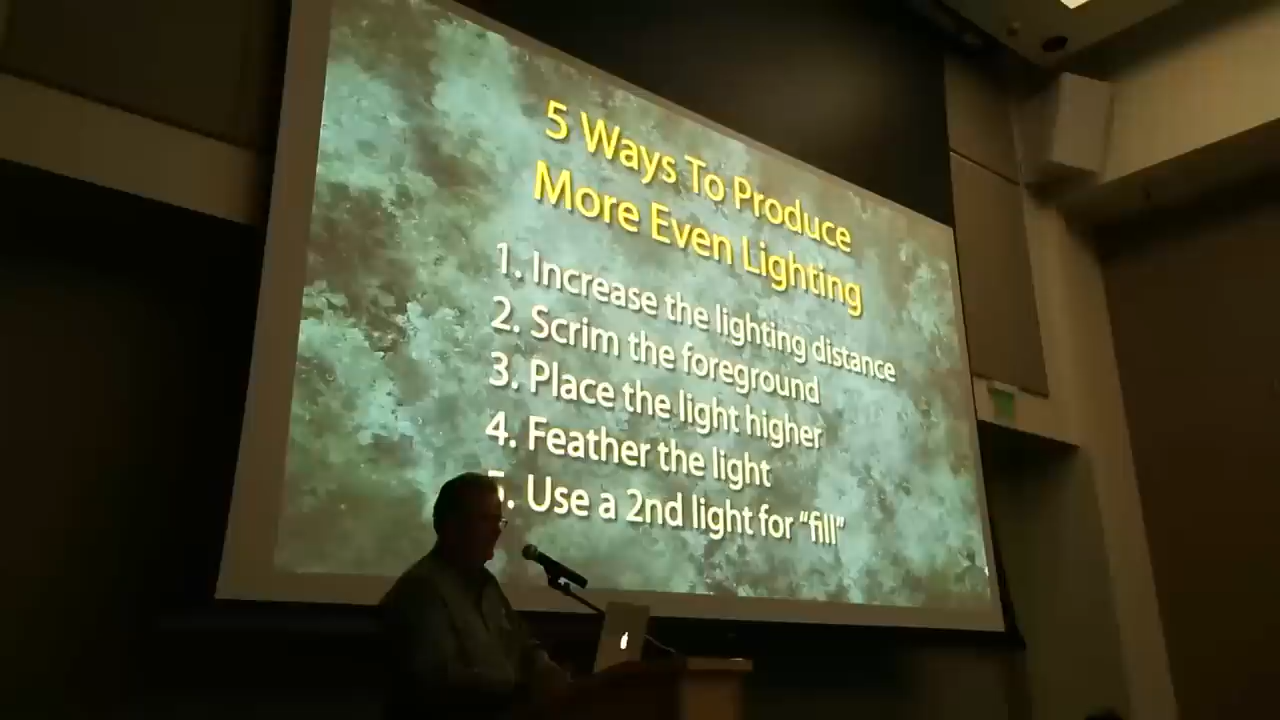 5 Ways To Produce
More Even Lighting
1. Increase the lighting distance
2. Scrim the foreground
3. Place the light higher
4. Feather the light
5. Use a 2nd light for “fill”